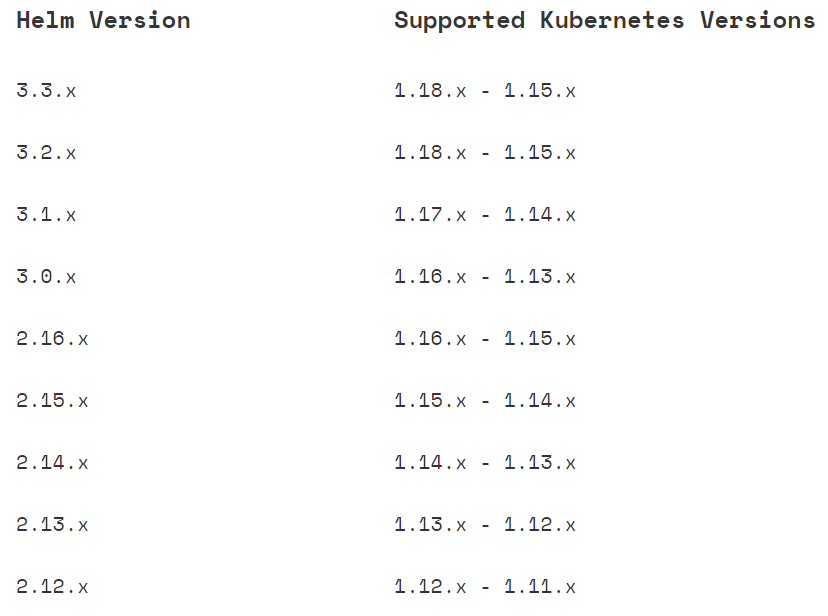 Helm Version Supported Kubernetes Versions
3.3.x 1.18.x - 1.15.x
3.2.x 1.18.x - 1.15.x
3.1.x 1.17.x - 1.14.x
3.0.x 1.16.x - 1.13.x
2.16.x 1.16.x - 1.15.x
2.15.x 1.15.x - 1.14.x
2.14.x 1.14.x - 1.13.x
2.13.x 1.13.x - 1.12.x
2.12.x 1.12.x - 1.11.x